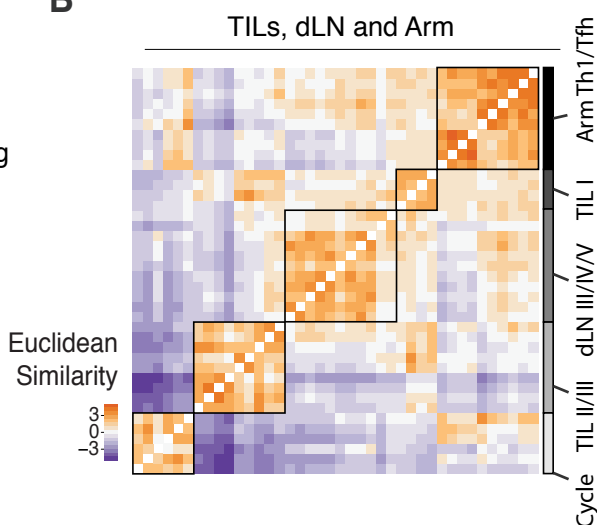 B
TILs, dLN and Arm
g
Arm Th1/Tfh
TIL I
dLN III/IV/V
TIL II/III
Cycle
Euclidean
Similarity
3
0
−3